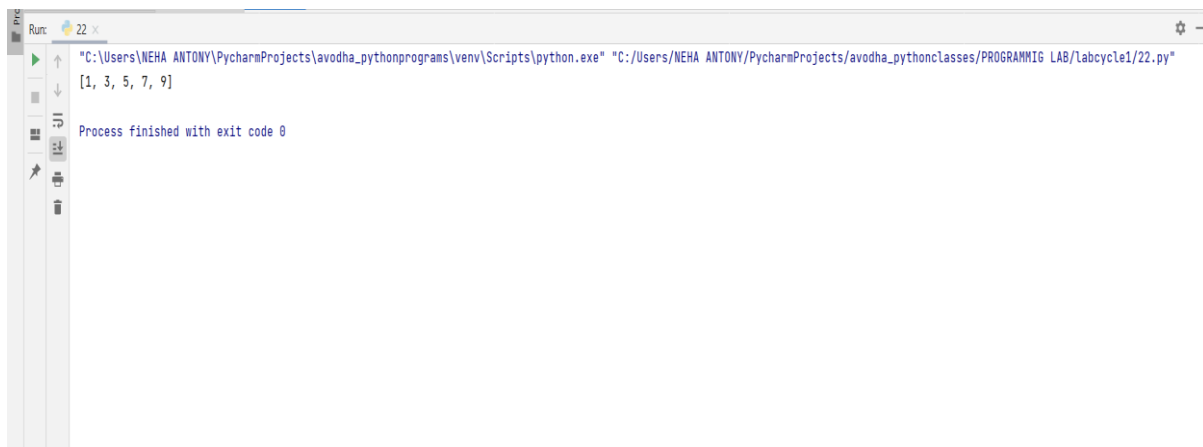 Pro
Run: 22 ×
"C:\Users\NEHA ANTONY\PycharmProjects\avodha_pythonprograms\venv\Scripts\python.exe" "C:/Users/NEHA ANTONY/PycharmProjects/avodha_pythonclasses/PROGRAMMIG LAB/labcycle1/22.py"
[1, 3, 5, 7, 9]
Process finished with exit code 0